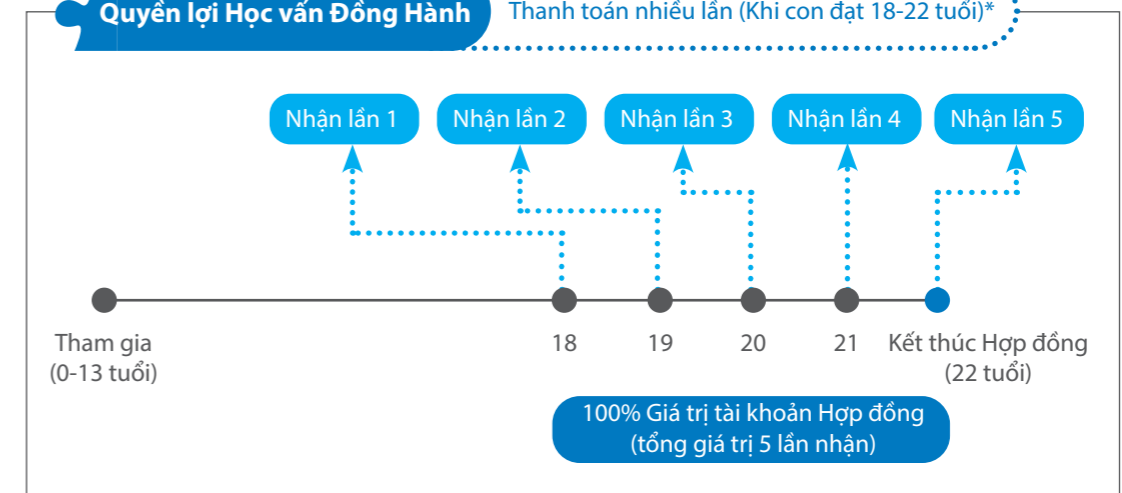 Quyền lợi Học vấn Đồng Hành
Thanh toán nhiều lần (Khi con đạt 18-22 tuổi)*
Nhận lần 1
Nhận lần 2
Nhận lần 3
Nhận lần 4
Nhận lần 5
Tham gia
(0-13 tuổi)
18
19
20
21
Kết thúc Hợp đồng
(22 tuổi)
100% Giá trị tài khoản Hợp đồng
(tổng giá trị 5 lần nhận)